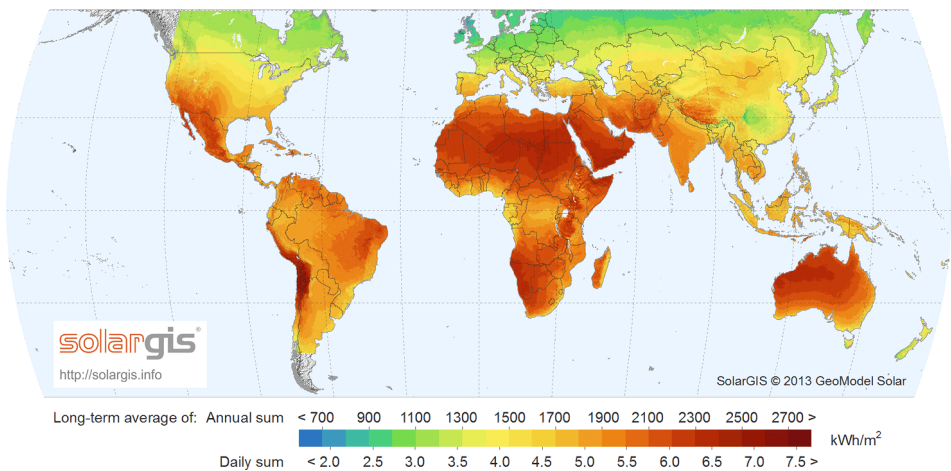 solargis®
http://solargis.info
SolarGIS © 2013 GeoModel Solar
Long-term average of: Annual sum < 700 900 1100 1300 1500 1700 1900 2100 2300 2500 2700 >
kWh/m²
Daily sum < 2.0 2.5 3.0 3.5 4.0 4.5 5.0 5.5 6.0 6.5 7.0 7.5 >